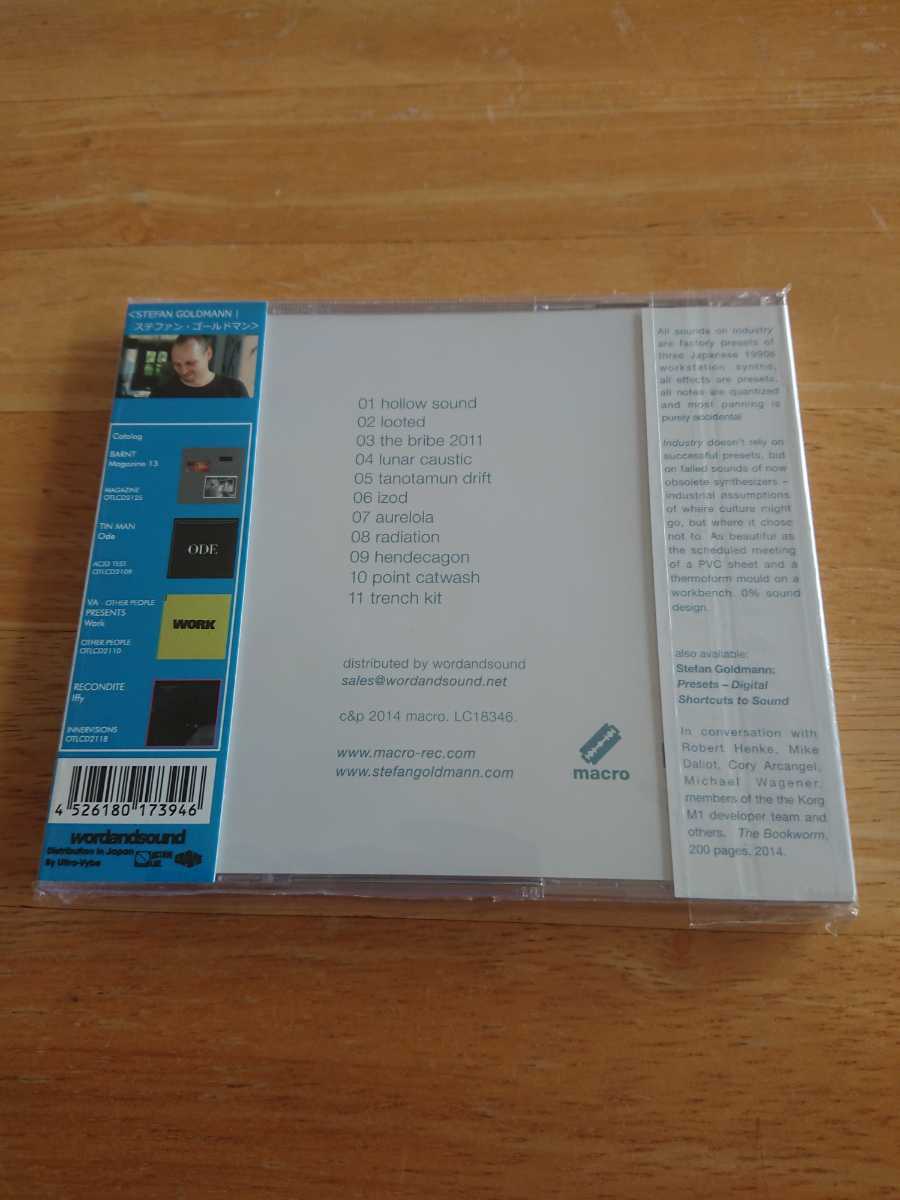 <STEFAN GOLDMANN |
ステファン・ゴールドマン>
Catalog
BARNT
Magazine 13
MAGAZINE
OTLCD2125
TIN MAN
Ode
ACID TEST
OTLCD2109
ODE
VA - OTHER PEOPLE
PRESENTS
Work
OTHER PEOPLE
OTLCD2110
WORK
RECONDITE
Iffy
INNERVISIONS
OTLCD2118
4 526180 173946
wordandsound
Distribution in Japan
By Ultra-Vybe
01 hollow sound
02 looted
03 the bribe 2011
04 lunar caustic
05 tanotamun drift
06 izod
07 aurelola
08 radiation
09 hendecagon
10 point catwash
11 trench kit
distributed by wordandsound
sales@wordandsound.net
c&p 2014 macro. LC18346.
www.macro-rec.com
www.stefangoldmann.com
macro
All sounds on Industry
are factory presets of
three Japanese 1990s
workstation synths,
all effects are presets,
all notes are quantized
and most panning is
purely accidental.
Industry doesn't rely on
successful presets, but
on failed sounds of now
obsolete synthesizers –
industrial assumptions
of where culture might
go, but where it chose
not to. As beautiful as
the scheduled meeting
of a PVC sheet and a
thermoform mould on a
workbench. 0% sound
design.
also available:
Stefan Goldmann:
Presets – Digital
Shortcuts to Sound
In conversation with
Robert Henke, Mike
Daliot, Cory Arcangel,
Michael Wagener,
members of the the Korg
M1 developer team and
others. The Bookworm,
200 pages, 2014.